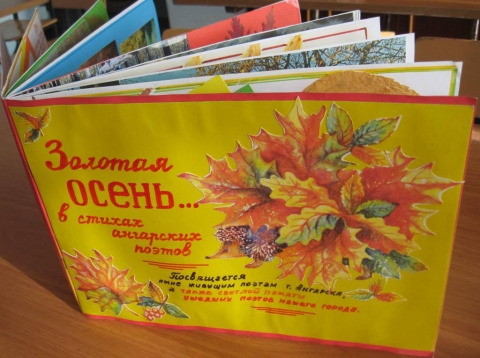 Золотая
осень...
в стихах
ангарских
поэтов
Посвящается
ныне живущим поэтам г. Ангарска,
а также светлой памяти
ушедших поэтов нашего города.